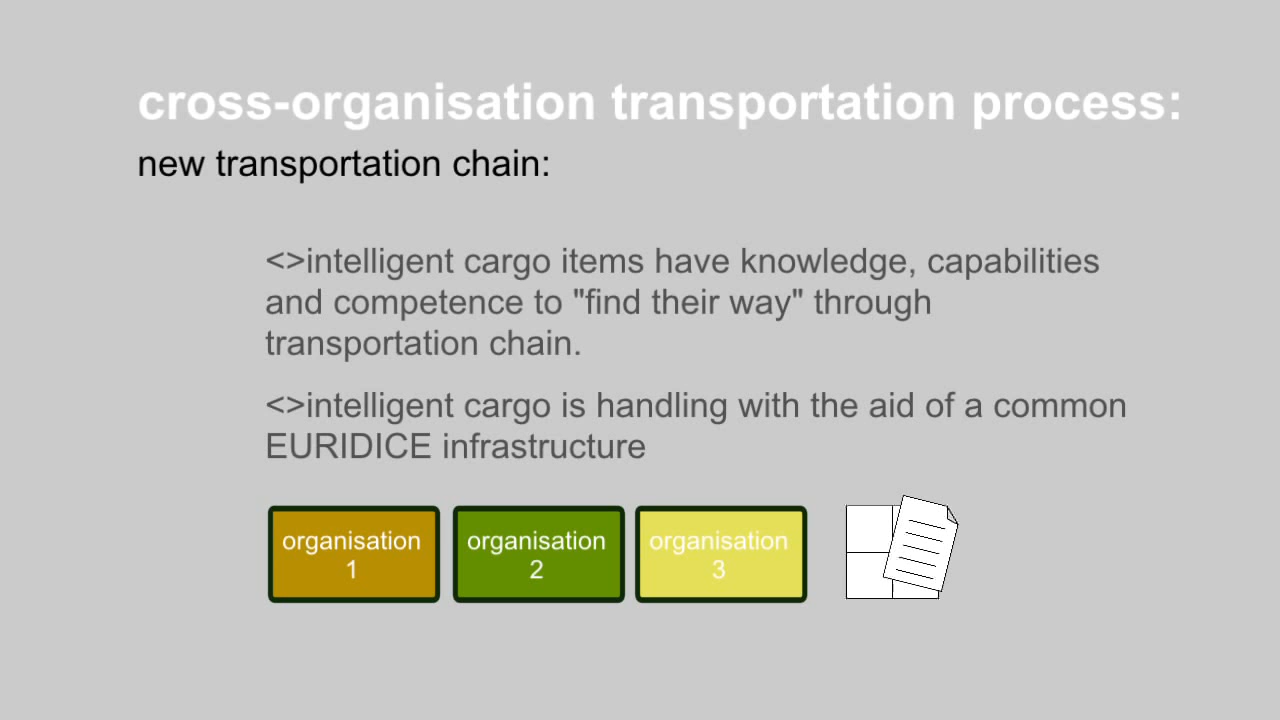 cross-organisation transportation process:
new transportation chain:
<>intelligent cargo items have knowledge, capabilities
and competence to "find their way" through
transportation chain.
<>intelligent cargo is handling with the aid of a common
EURIDICE infrastructure
organisation
1
organisation
2
organisation
3